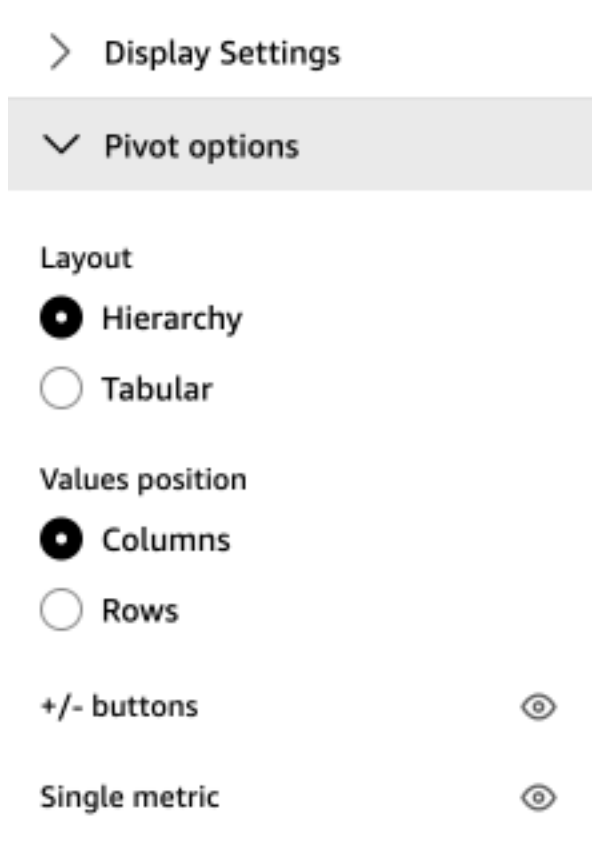 Display Settings
Pivot options
Layout
Hierarchy
Tabular
Values position
Columns
Rows
+/- buttons
Single metric